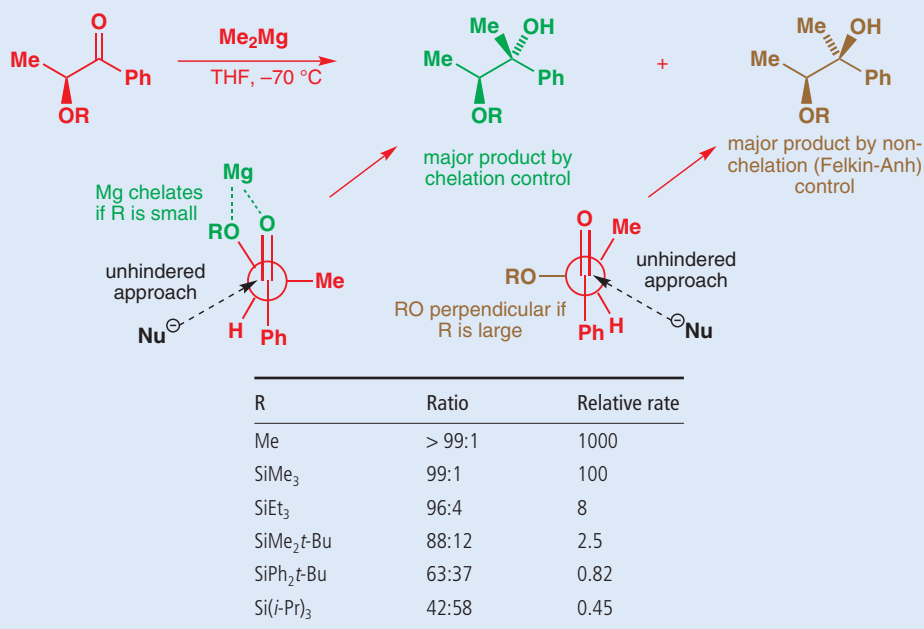 O
Me
Ph
OR
Me₂Mg
THF, –70 °C
Me
OH
Me
Ph
OR
+
Me
OH
Me
Ph
OR
major product by
chelation control
major product by non-
chelation (Felkin-Anh)
control
Mg
Mg chelates
if R is small
RO
O
unhindered
approach
Me
H
Ph
Nu⊖
O
Me
RO
unhindered
approach
RO perpendicular if
R is large
Ph
H
⊖Nu
R Ratio Relative rate
Me > 99:1 1000
SiMe₃ 99:1 100
SiEt₃ 96:4 8
SiMe₂t-Bu 88:12 2.5
SiPh₂t-Bu 63:37 0.82
Si(i-Pr)₃ 42:58 0.45